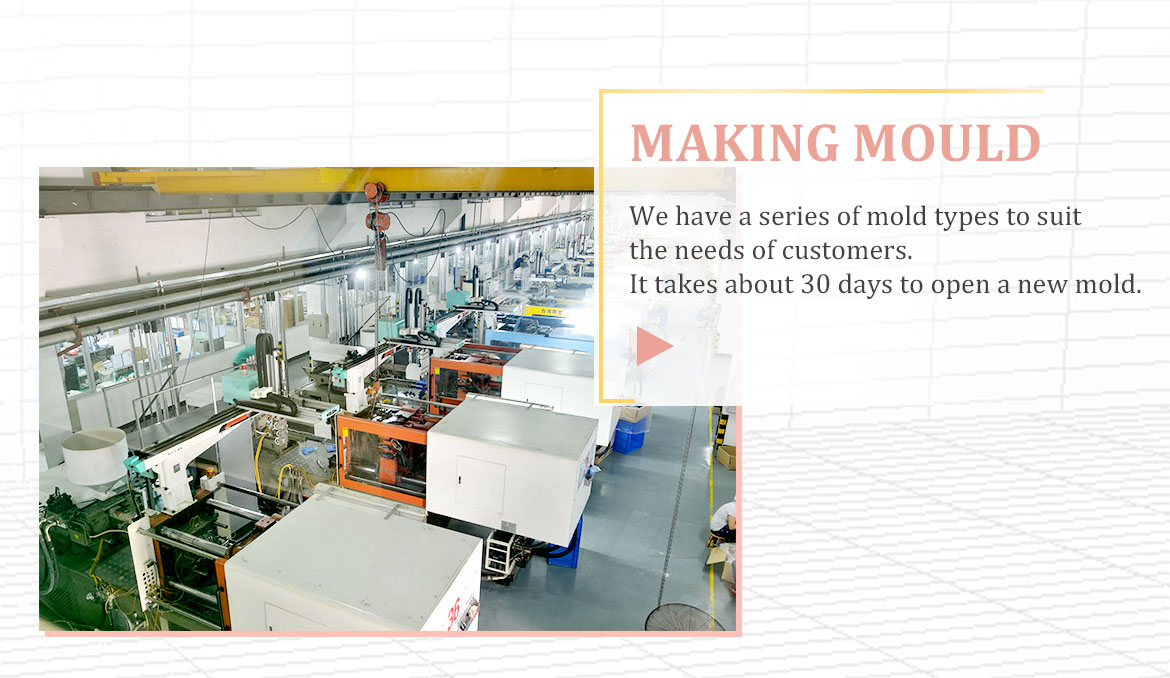 MAKING MOULD
We have a series of mold types to suit
the needs of customers.
It takes about 30 days to open a new mold.
36